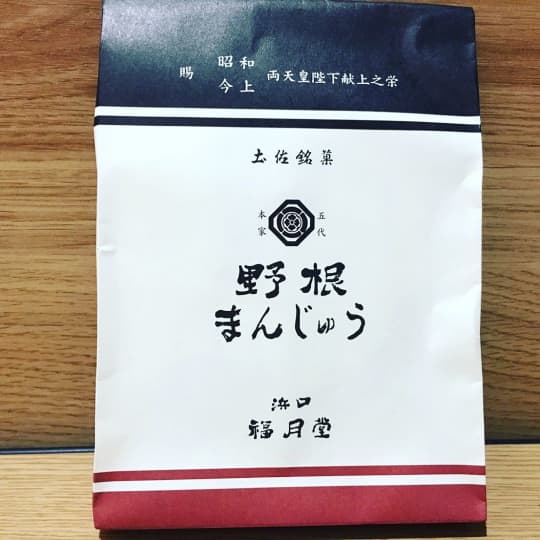 賜 昭和 今上 両天皇陛下献上之栄
土佐銘菓
本家 五代
野根
まんじゅう
浜口
福月堂